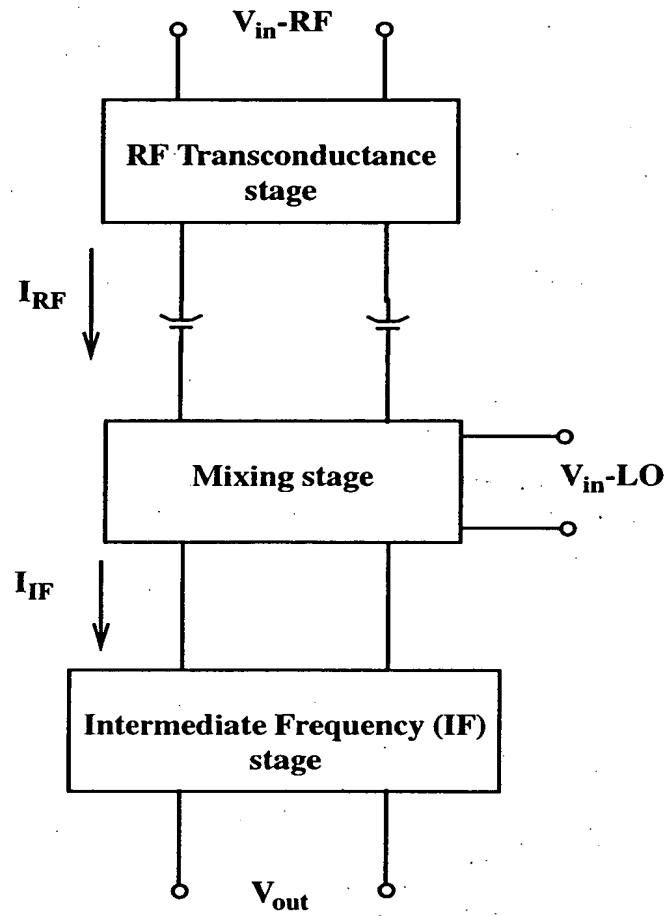 V_in-RF
RF Transconductance
stage
I_RF
Mixing stage
V_in-LO
I_IF
Intermediate Frequency (IF)
stage
V_out